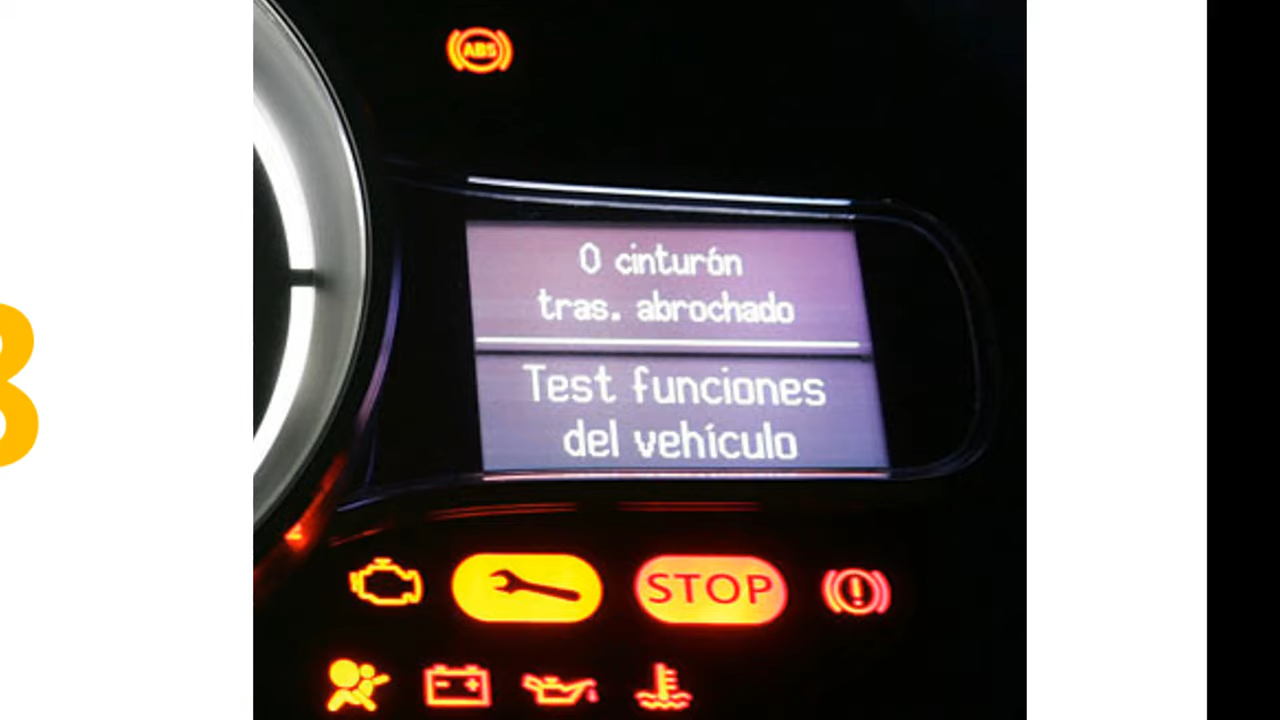 ABS
0 cinturón
tras. abrochado
Test funciones
del vehículo
STOP